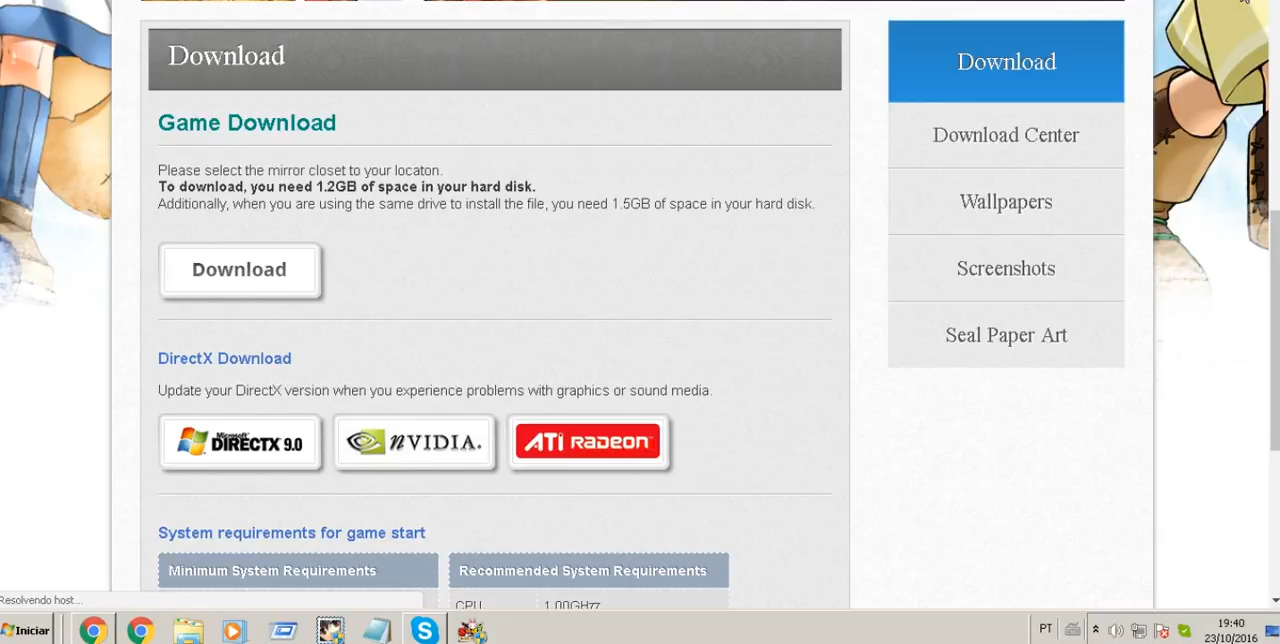 Download
Game Download
Please select the mirror closet to your locaton.
To download, you need 1.2GB of space in your hard disk.
Additionally, when you are using the same drive to install the file, you need 1.5GB of space in your hard disk.
Download
DirectX Download
Update your DirectX version when you experience problems with graphics or sound media.
Microsoft
DIRECTX 9.0
NVIDIA.
ATI RADEON
System requirements for game start
Minimum System Requirements
Recommended System Requirements
CPU 1.00GHzz
Download
Download Center
Wallpapers
Screenshots
Seal Paper Art
Resolvendo host...
Iniciar
PT
19:40
23/10/2016